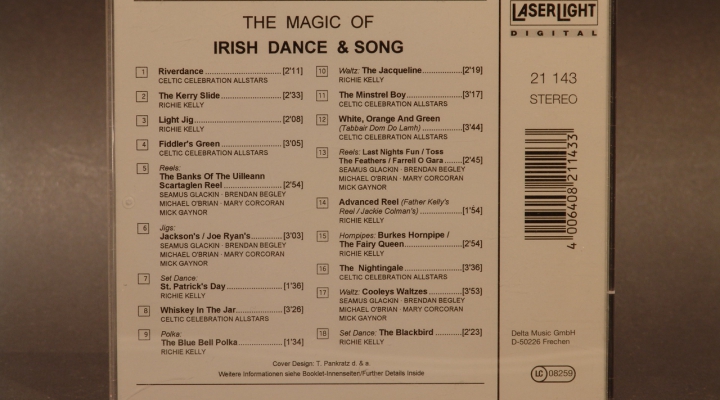 THE MAGIC OF
IRISH DANCE & SONG
1 Riverdance [2'11]
CELTIC CELEBRATION ALLSTARS
2 The Kerry Slide [2'33]
RICHIE KELLY
3 Light Jig [2'08]
RICHIE KELLY
4 Fiddler's Green [3'05]
CELTIC CELEBRATION ALLSTARS
5 Reels:
The Banks Of The Uilleann
Scartaglen Reel [2'54]
SEAMUS GLACKIN · BRENDAN BEGLEY
MICHAEL O'BRIAN · MARY CORCORAN
MICK GAYNOR
6 Jigs:
Jackson's / Joe Ryan's [3'03]
SEAMUS GLACKIN · BRENDAN BEGLEY
MICHAEL O'BRIAN · MARY CORCORAN
MICK GAYNOR
7 Set Dance:
St. Patrick's Day [1'36]
RICHIE KELLY
8 Whiskey In The Jar [3'26]
CELTIC CELEBRATION ALLSTARS
9 Polka:
The Blue Bell Polka [1'34]
RICHIE KELLY
10 Waltz: The Jacqueline [2'19]
RICHIE KELLY
11 The Minstrel Boy [3'17]
CELTIC CELEBRATION ALLSTARS
12 White, Orange And Green
(Tabbair Dom Do Lamh) [3'44]
CELTIC CELEBRATION ALLSTARS
13 Reels: Last Nights Fun / Toss
The Feathers / Farrell O Gara [2'45]
SEAMUS GLACKIN · BRENDAN BEGLEY
MICHAEL O'BRIAN · MARY CORCORAN
MICK GAYNOR
14 Advanced Reel (Father Kelly's
Reel / Jackie Colman's) [1'54]
RICHIE KELLY
15 Hornpipes: Burkes Hornpipe /
The Fairy Queen [2'54]
RICHIE KELLY
16 The Nightingale [3'36]
CELTIC CELEBRATION ALLSTARS
17 Waltz: Cooleys Waltzes [3'53]
SEAMUS GLACKIN · BRENDAN BEGLEY
MICHAEL O'BRIAN · MARY CORCORAN
MICK GAYNOR
18 Set Dance: The Blackbird [2'23]
RICHIE KELLY
Cover Design: T. Pankratz d. & a.
Weitere Informationen siehe Booklet-Innenseiten/Further Details Inside
LASERLIGHT
DIGITAL
21 143
STEREO
4 006408 211433
Delta Music GmbH
D-50226 Frechen
LC 08259